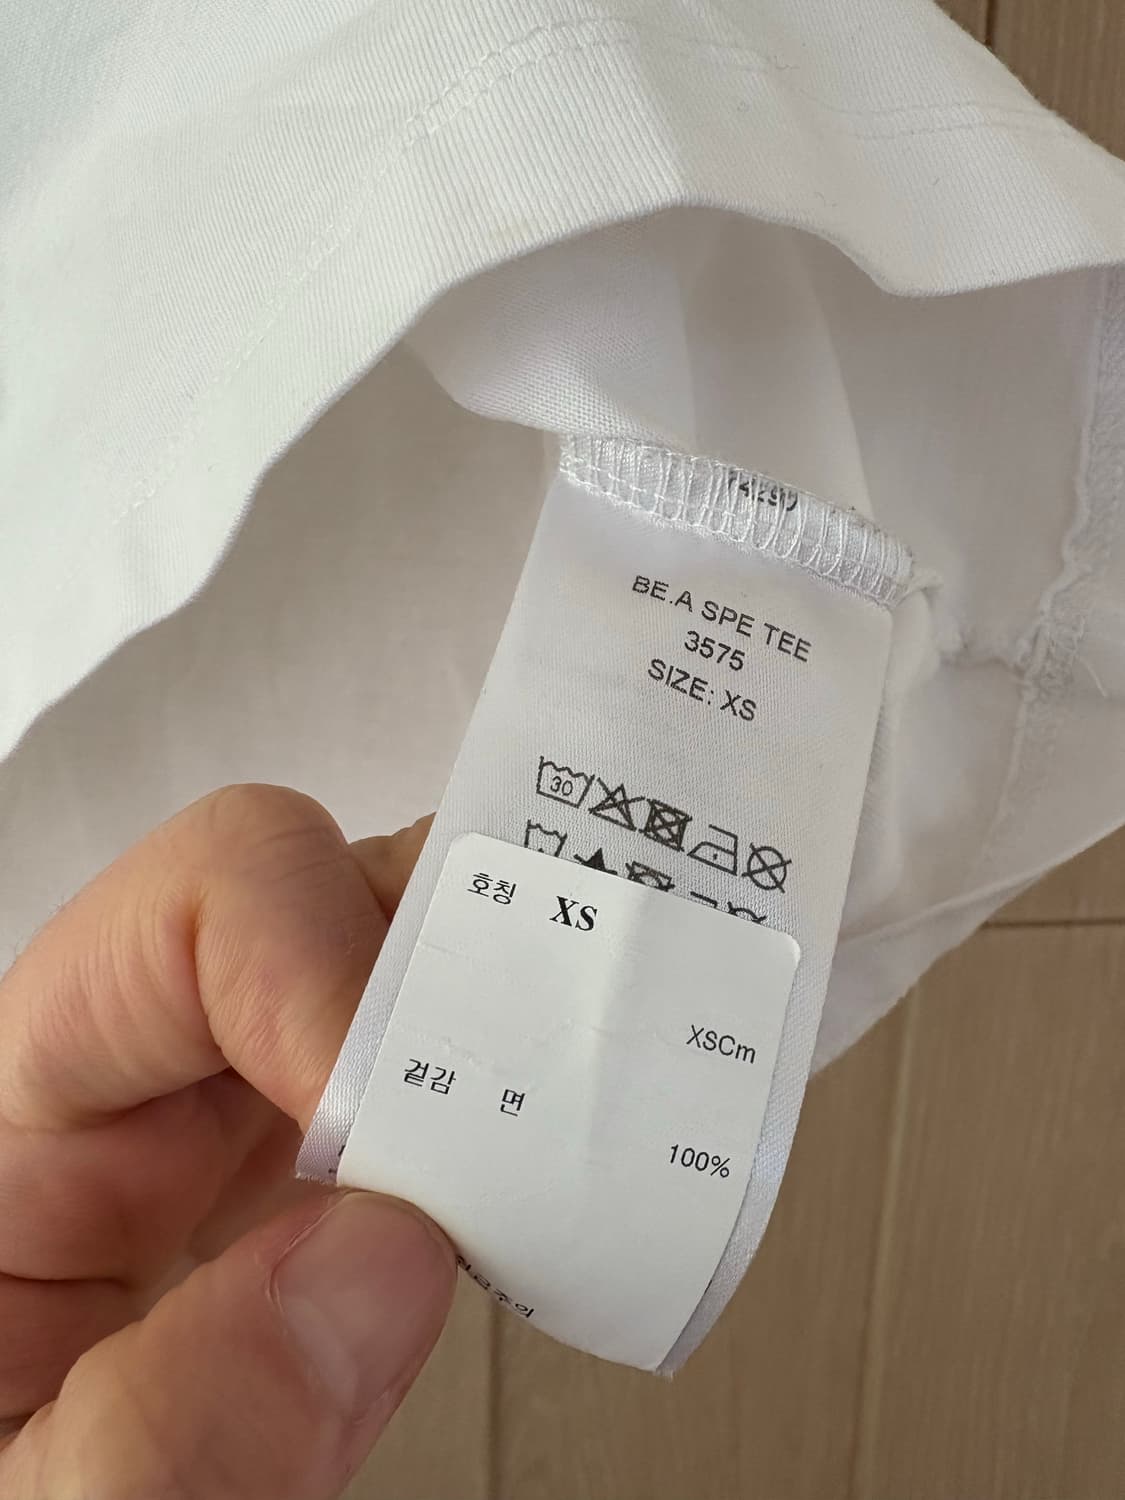 BE.A SPE TEE
3575
SIZE: XS
30
호칭 XS
XSCm
겉감 면
100%